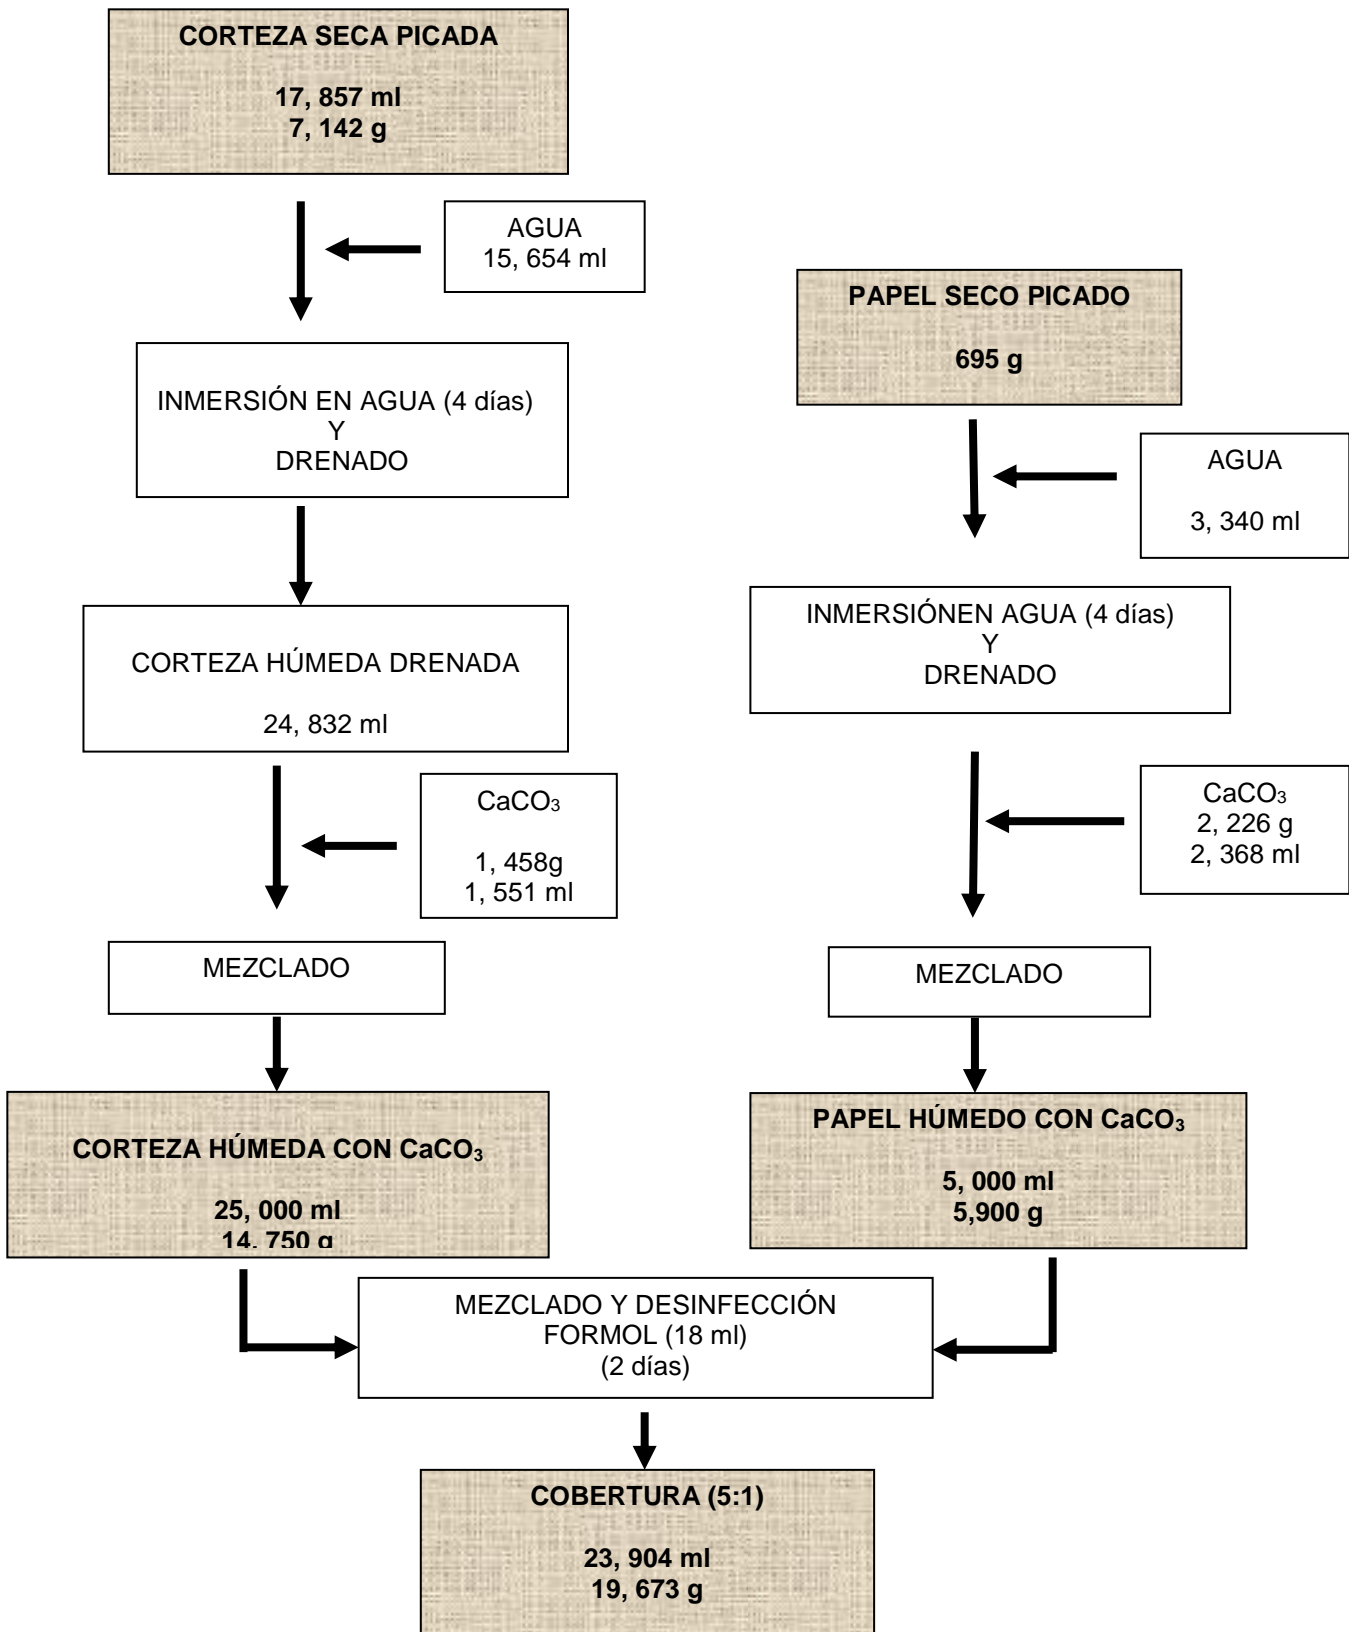 CORTEZA SECA PICADA
17, 857 ml
7, 142 g
AGUA
15, 654 ml
INMERSIÓN EN AGUA (4 días)
Y
DRENADO
CORTEZA HÚMEDA DRENADA
24, 832 ml
CaCO₃
1, 458g
1, 551 ml
MEZCLADO
CORTEZA HÚMEDA CON CaCO₃
25, 000 ml
14, 750 g
PAPEL SECO PICADO
695 g
AGUA
3, 340 ml
INMERSIÓNEN AGUA (4 días)
Y
DRENADO
CaCO₃
2, 226 g
2, 368 ml
MEZCLADO
PAPEL HÚMEDO CON CaCO₃
5, 000 ml
5,900 g
MEZCLADO Y DESINFECCIÓN
FORMOL (18 ml)
(2 días)
COBERTURA (5:1)
23, 904 ml
19, 673 g